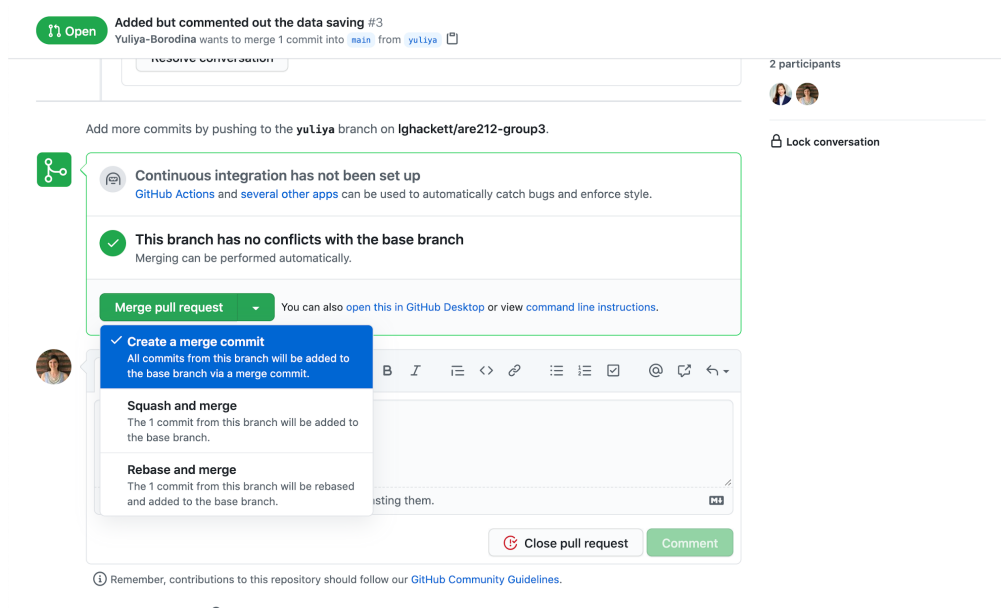 Open
Added but commented out the data saving #3
Yuliya-Borodina wants to merge 1 commit into main from yuliya
Resolve conversation
2 participants
Lock conversation
Add more commits by pushing to the yuliya branch on lghackett/are212-group3.
Continuous integration has not been set up
GitHub Actions and several other apps can be used to automatically catch bugs and enforce style.
This branch has no conflicts with the base branch
Merging can be performed automatically.
Merge pull request
You can also open this in GitHub Desktop or view command line instructions.
Create a merge commit
All commits from this branch will be added to
the base branch via a merge commit.
Squash and merge
The 1 commit from this branch will be added to
the base branch.
Rebase and merge
The 1 commit from this branch will be rebased
and added to the base branch.
B I
@
asting them.
Close pull request
Comment
Remember, contributions to this repository should follow our GitHub Community Guidelines.